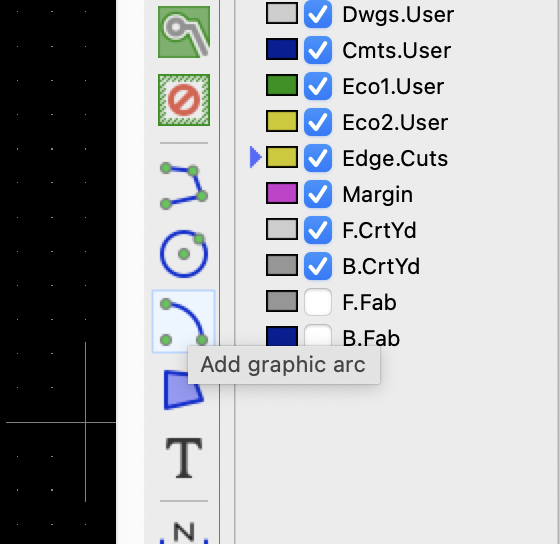 Dwgs.User
Cmts.User
Eco1.User
Eco2.User
Edge.Cuts
Margin
F.CrtYd
B.CrtYd
F.Fab
B.Fab
Add graphic arc
T
N